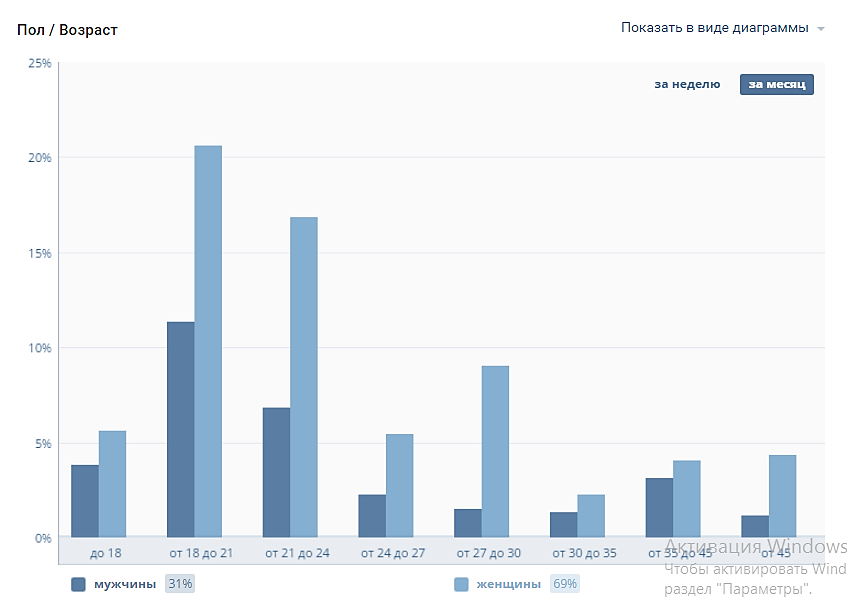 Пол / Возраст
Показать в виде диаграммы
25%
за неделю
за месяц
20%
15%
10%
5%
0%
до 18
от 18 до 21
от 21 до 24
от 24 до 27
от 27 до 30
от 30 до 35
от 35 до 45
от 45
Активация Windows
мужчины 31%
женщины 69%
Чтобы активировать Wind
раздел "Параметры".